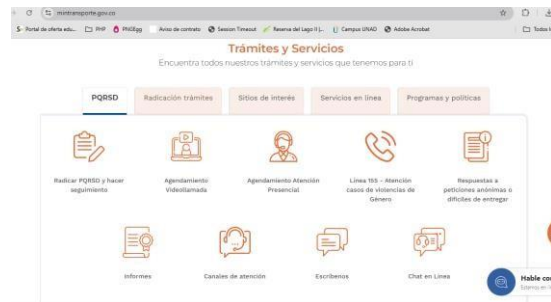 mintransporte.gov.co
Portal de oferta edu...
PHP
PNGEgg
Aviso de contrato
Session Timeout
Reserva del Lago II |...
Campus UNAD
Adobe Acrobat
Todos l
Trámites y Servicios
Encuentra todos nuestros trámites y servicios que tenemos para ti
PQRSD
Radicación trámites
Sitios de interés
Servicios en línea
Programas y políticas
Radicar PQRSD y hacer
seguimiento
Agendamiento
Videollamada
Agendamiento Atención
Presencial
Línea 155 - Atención
casos de violencias de
Género
Respuestas a
peticiones anónimas o
difíciles de entregar
Informes
Canales de atención
Escríbenos
Chat en Línea
Hable co